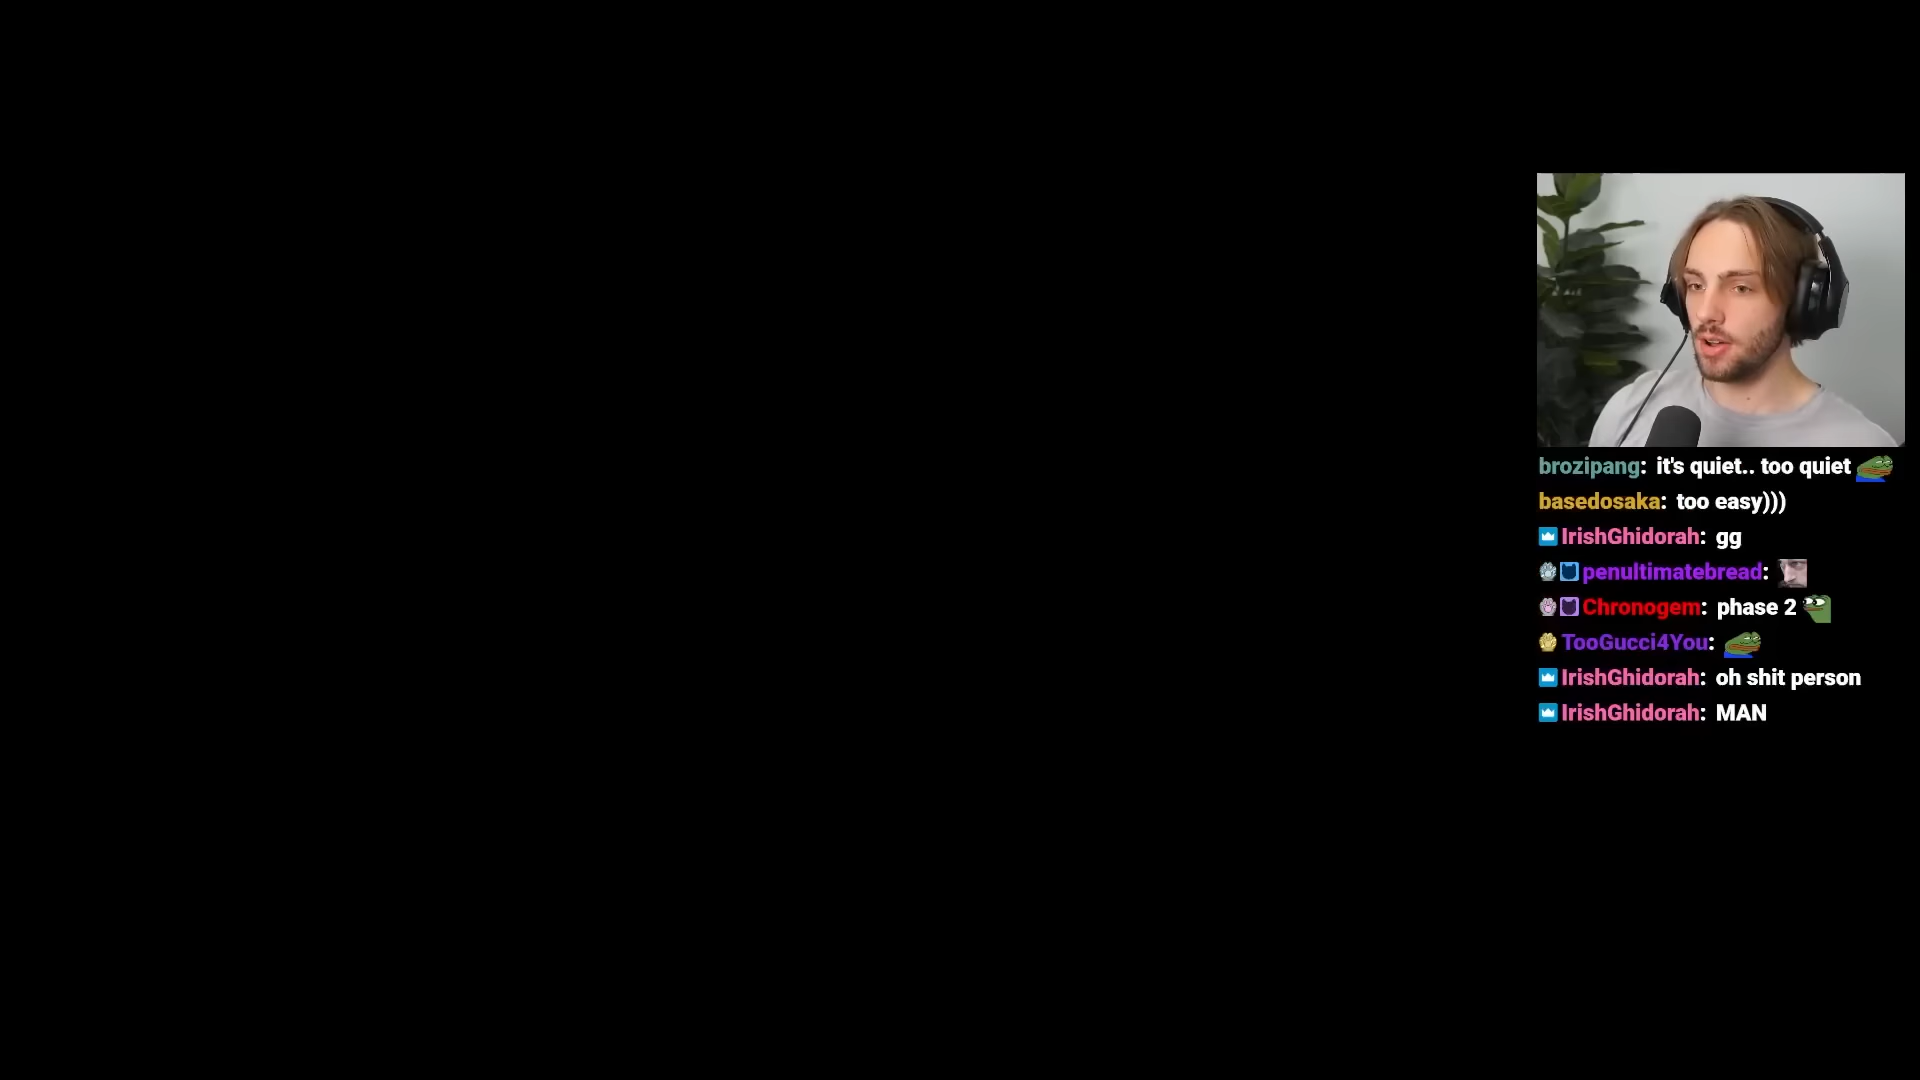 brozipang: it's quiet.. too quiet
basedosaka: too easy)))
IrishGhidorah: gg
penultimatebread:
Chronogem: phase 2
TooGucci4You:
IrishGhidorah: oh shit person
IrishGhidorah: MAN